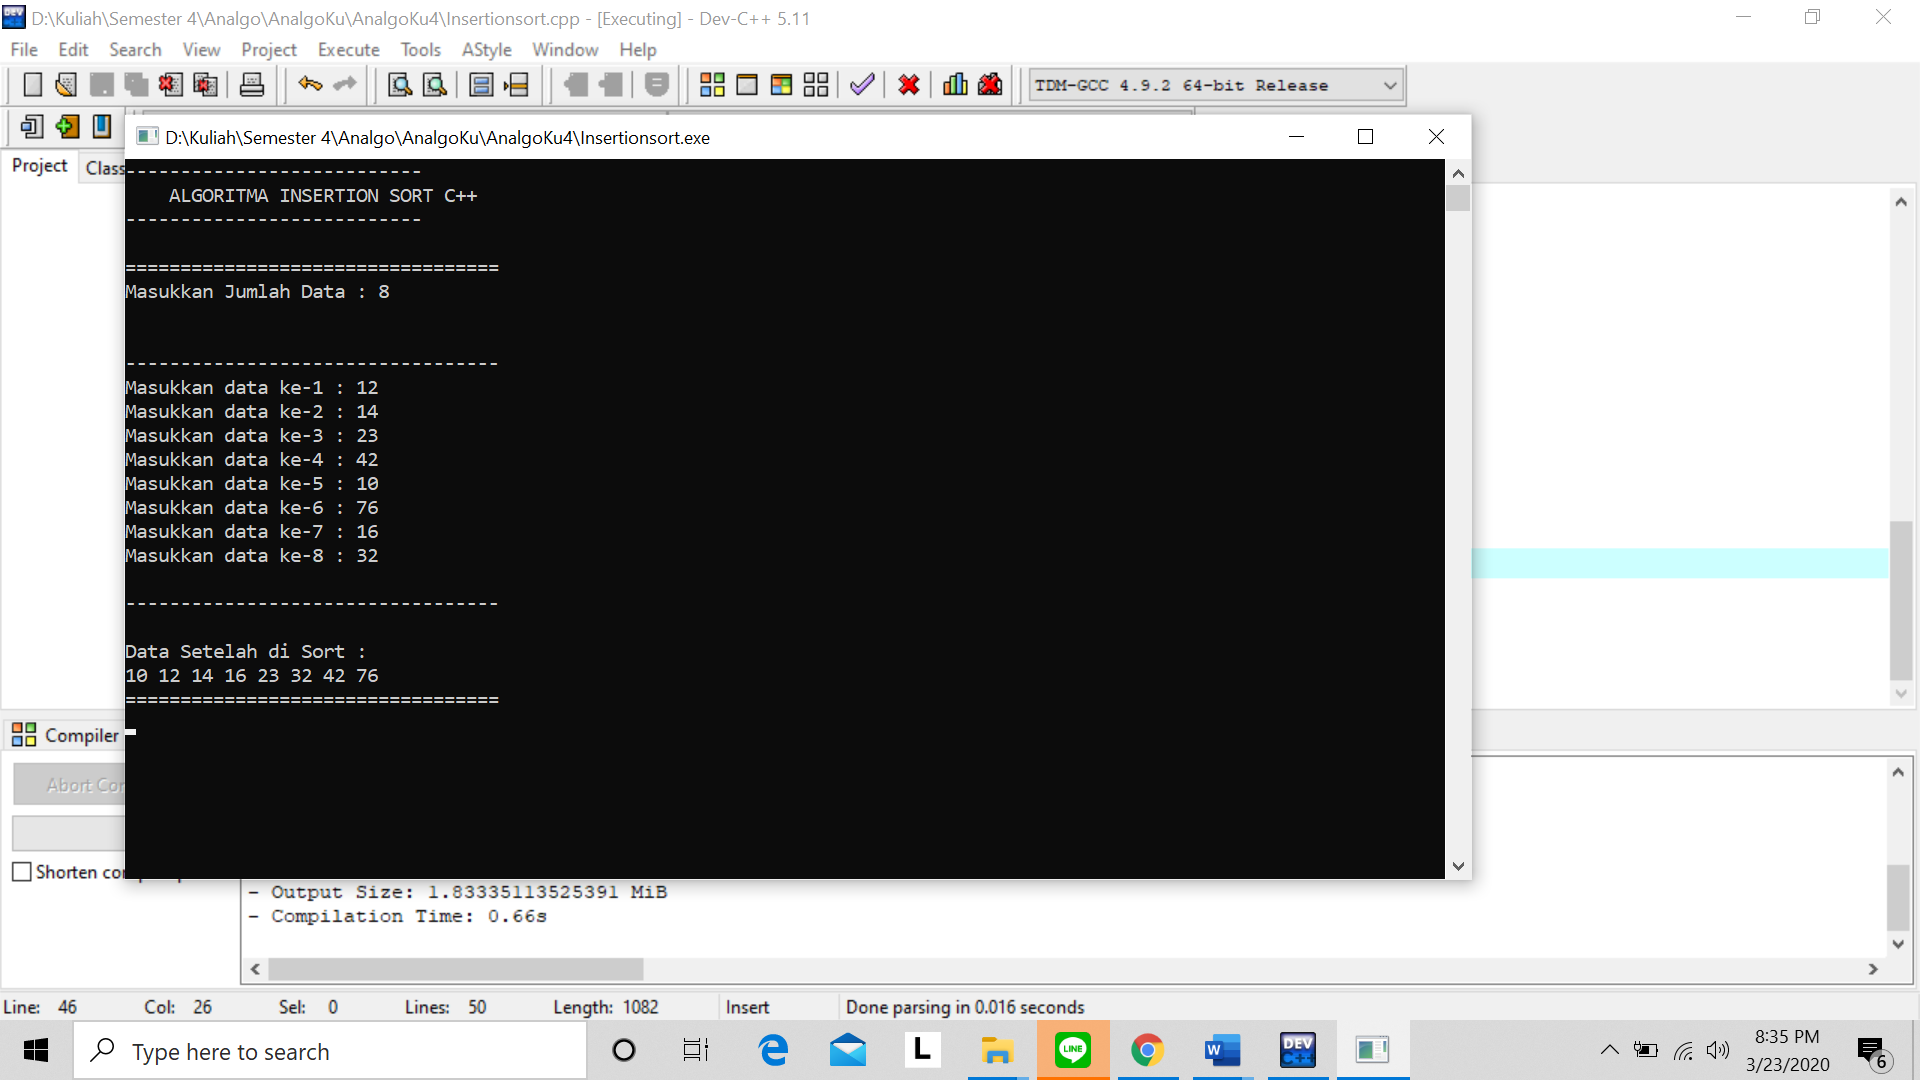 D:\Kuliah\Semester 4\Analgo\AnalgoKu\AnalgoKu4\Insertionsort.cpp - [Executing] - Dev-C++ 5.11
File Edit Search View Project Execute Tools AStyle Window Help
TDM-GCC 4.9.2 64-bit Release
D:\Kuliah\Semester 4\Analgo\AnalgoKu\AnalgoKu4\Insertionsort.exe
Project
---------------------------
ALGORITMA INSERTION SORT C++
---------------------------
==================================
Masukkan Jumlah Data : 8
----------------------------------
Masukkan data ke-1 : 12
Masukkan data ke-2 : 14
Masukkan data ke-3 : 23
Masukkan data ke-4 : 42
Masukkan data ke-5 : 10
Masukkan data ke-6 : 76
Masukkan data ke-7 : 16
Masukkan data ke-8 : 32
----------------------------------
Data Setelah di Sort :
10 12 14 16 23 32 42 76
==================================
Compiler
Abort
Shorten
- Output Size: 1.83335113525391 MiB
- Compilation Time: 0.66s
Line: 46 Col: 26 Sel: 0 Lines: 50 Length: 1082 Insert Done parsing in 0.016 seconds
Type here to search
L
LINE
W
DEV C++
8:35 PM
3/23/2020
6